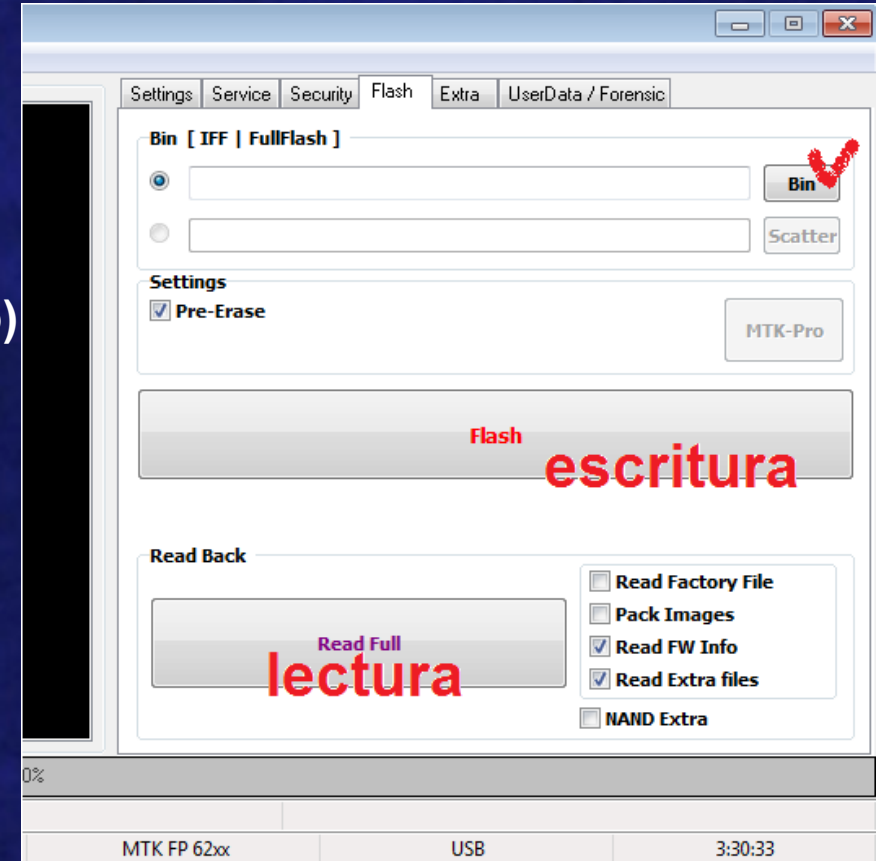 Settings Service Security Flash Extra UserData / Forensic
Bin [ IFF | FullFlash ]
Bin
Scatter
Settings
)
Pre-Erase
MTK-Pro
Flash
escritura
Read Back
Read Factory File
Pack Images
Read Full
Read FW Info
lectura
Read Extra files
NAND Extra
0%
MTK FP 62xx USB 3:30:33